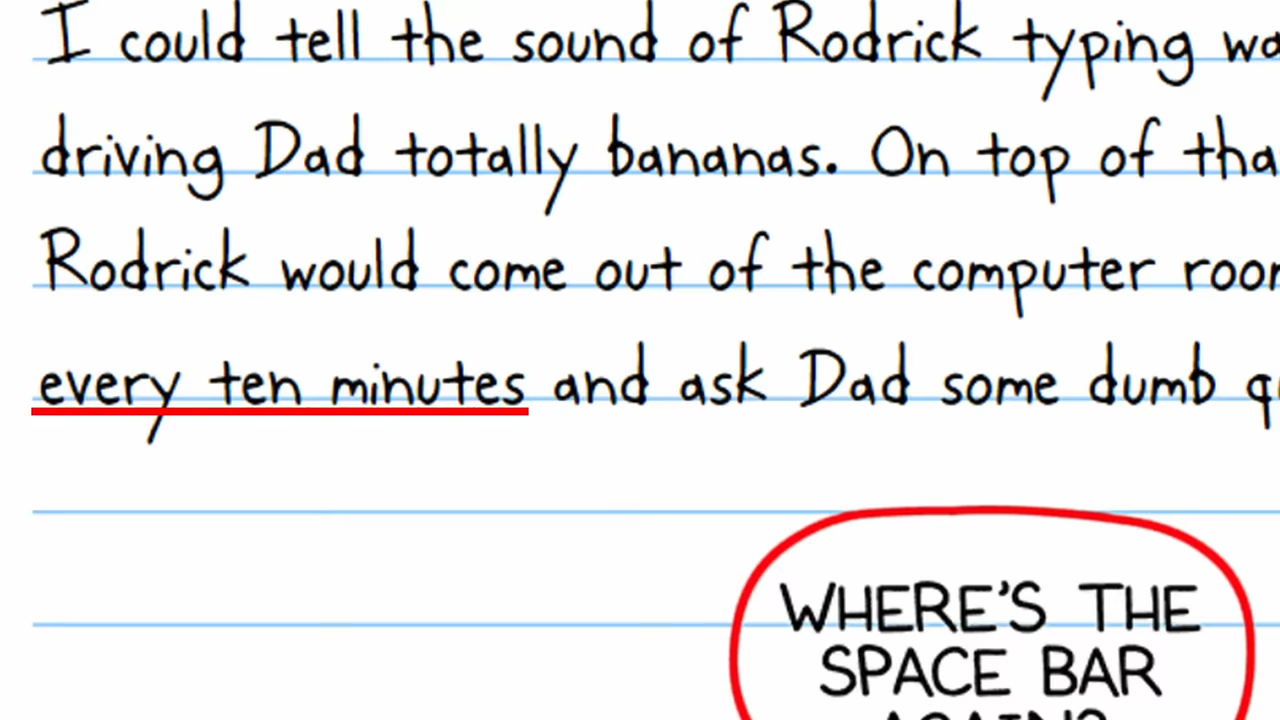 I could tell the sound of Rodrick typing
driving Dad totally bananas. On top of
Rodrick would come out of the computer
every ten minutes and ask Dad some dumb
WHERE'S THE
SPACE BAR
AGAIN?